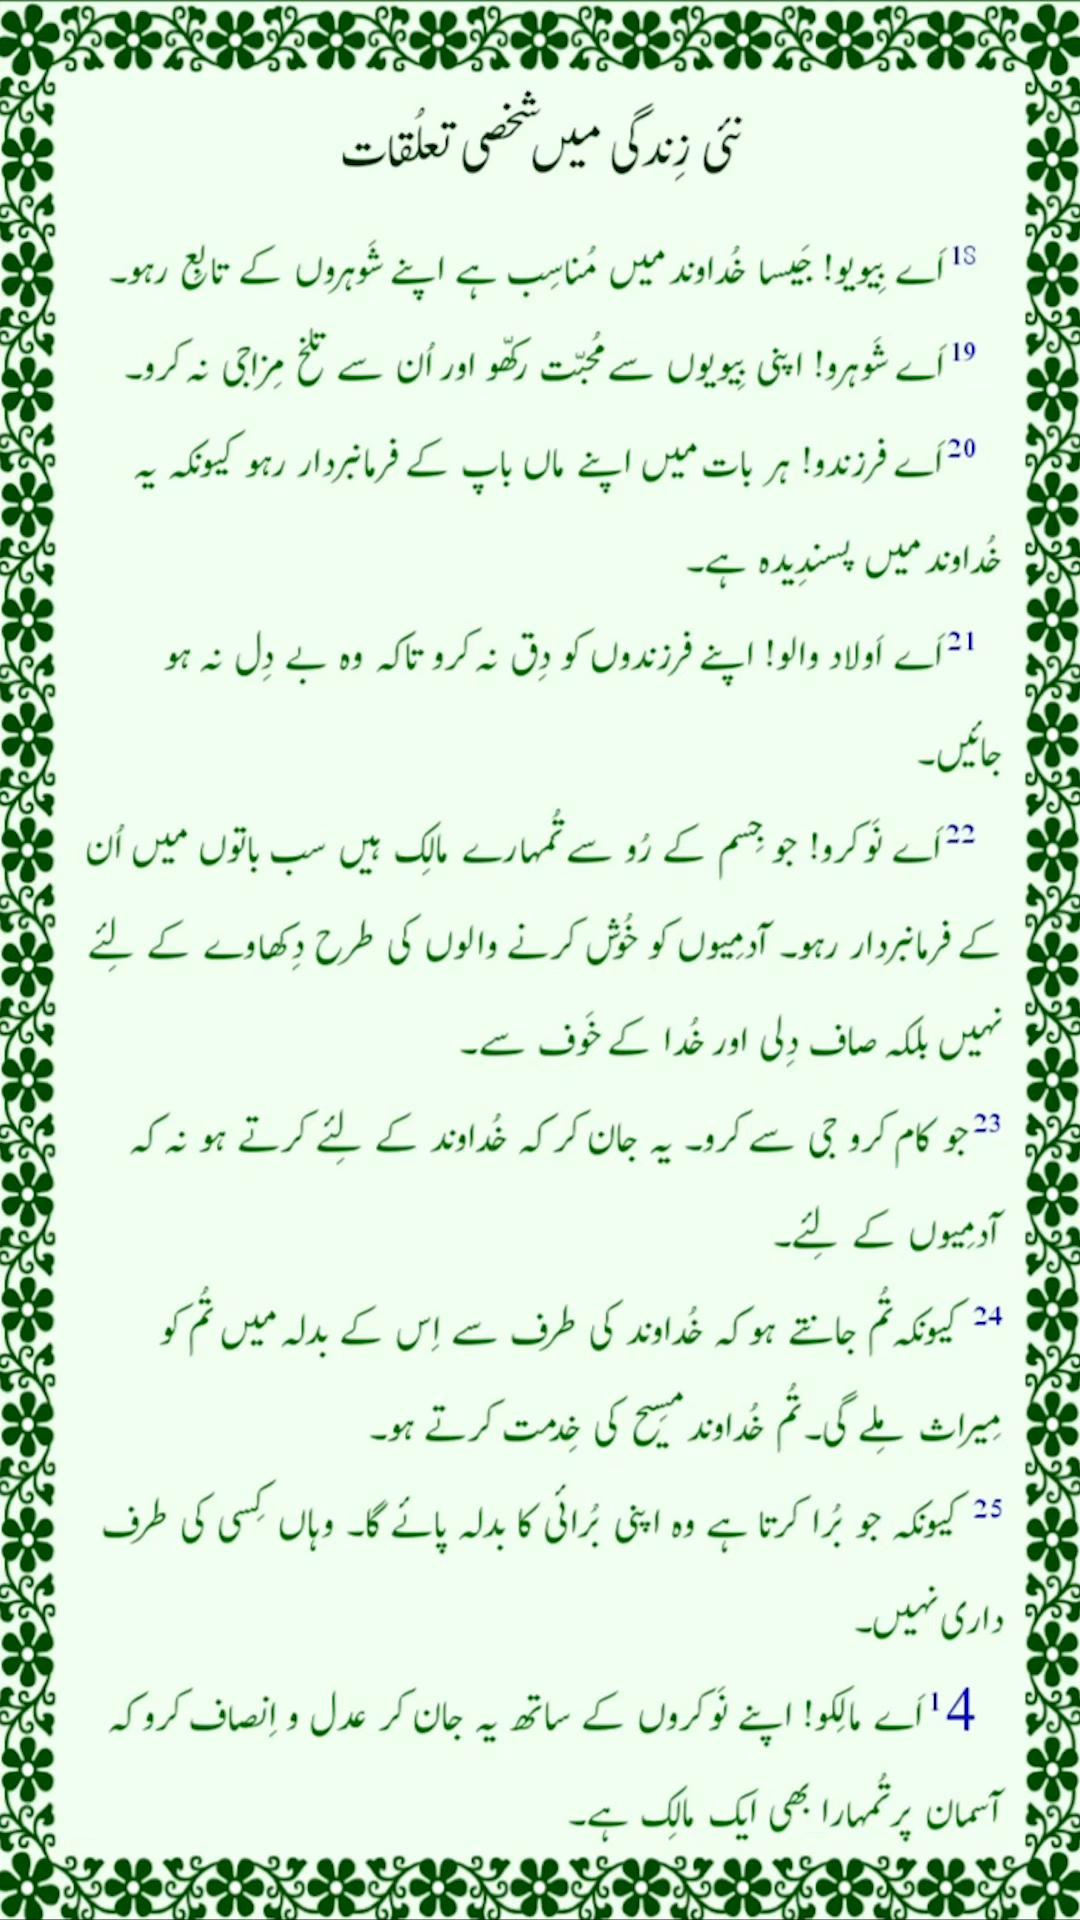 نئی زِندگی میں شخصی تعلُقات
18 اَے بِیویو! جَیسا خُداوند میں مُناسِب ہے اپنے شَوہروں کے تابِع رہو۔
19 اَے شَوہرو! اپنی بِیویوں سے مُحبّت رکھّو اور اُن سے تلخ مِزاجی نہ کرو۔
20 اَے فرزندو! ہر بات میں اپنے ماں باپ کے فرمانبردار رہو کیونکہ یہ
خُداوند میں پسندِیدہ ہے۔
21 اَے اَولاد والو! اپنے فرزندوں کو دِق نہ کرو تاکہ وہ بے دِل نہ ہو
جائیں۔
22 اَے نَوکرو! جو جِسم کے رُو سے تُمہارے مالِک ہیں سب باتوں میں اُن
کے فرمانبردار رہو۔ آدمِیوں کو خُوش کرنے والوں کی طرح دِکھاوے کے لِئے
نہیں بلکہ صاف دِلی اور خُدا کے خَوف سے۔
23 جو کام کرو جی سے کرو۔ یہ جان کر کہ خُداوند کے لِئے کرتے ہو نہ کہ
آدمِیوں کے لِئے۔
24 کیونکہ تُم جانتے ہو کہ خُداوند کی طرف سے اِس کے بدلہ میں تُم کو
مِیراث مِلے گی۔ تُم خُداوند مسِیح کی خِدمت کرتے ہو۔
25 کیونکہ جو بُرا کرتا ہے وہ اپنی بُرائی کا بدلہ پائے گا۔ وہاں کِسی کی طرف
داری نہیں۔
4 1 اَے مالِکو! اپنے نَوکروں کے ساتھ یہ جان کر عدل و اِنصاف کرو کہ
آسمان پر تُمہارا بھی ایک مالِک ہے۔